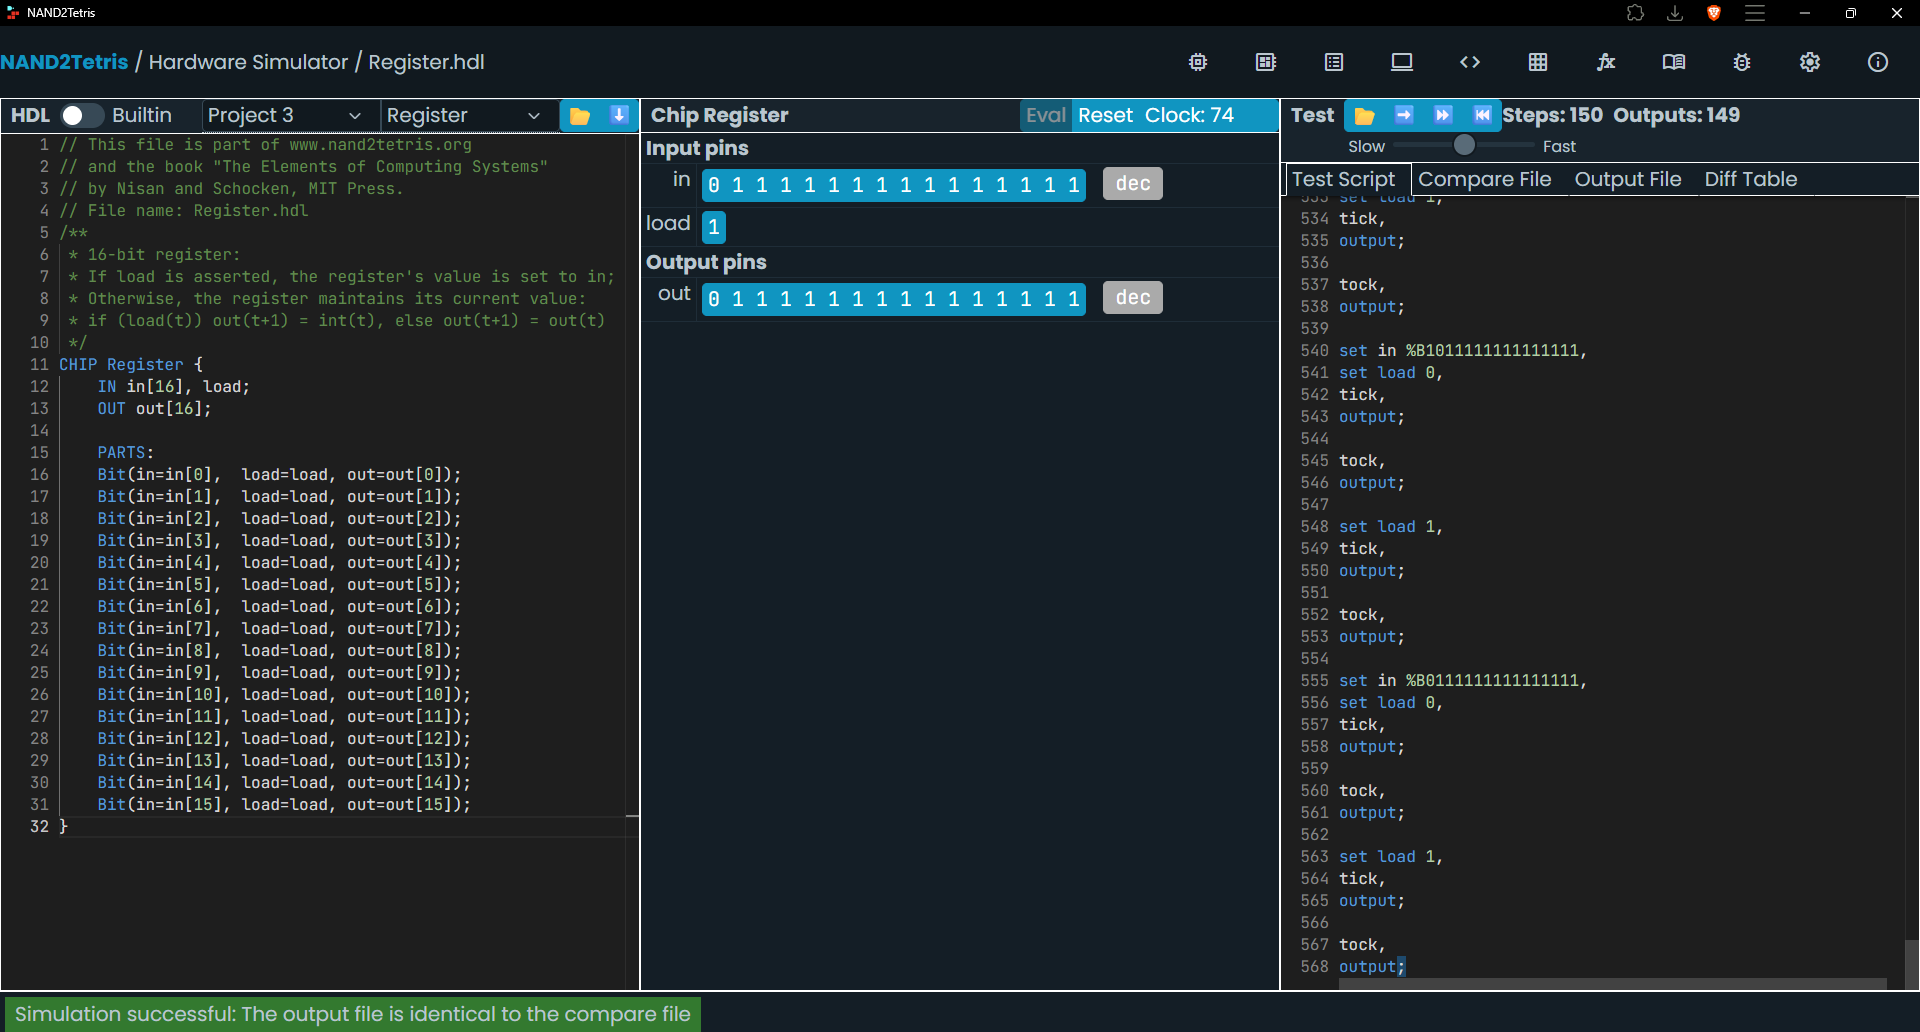 NAND2Tetris
NAND2Tetris / Hardware Simulator / Register.hdl
HDL Builtin Project 3 Register
1 // This file is part of www.nand2tetris.org
2 // and the book "The Elements of Computing Systems"
3 // by Nisan and Schocken, MIT Press.
4 // File name: Register.hdl
5 /**
6 * 16-bit register:
7 * If load is asserted, the register's value is set to in;
8 * Otherwise, the register maintains its current value:
9 * if (load(t)) out(t+1) = int(t), else out(t+1) = out(t)
10 */
11 CHIP Register {
12 IN in[16], load;
13 OUT out[16];
14
15 PARTS:
16 Bit(in=in[0], load=load, out=out[0]);
17 Bit(in=in[1], load=load, out=out[1]);
18 Bit(in=in[2], load=load, out=out[2]);
19 Bit(in=in[3], load=load, out=out[3]);
20 Bit(in=in[4], load=load, out=out[4]);
21 Bit(in=in[5], load=load, out=out[5]);
22 Bit(in=in[6], load=load, out=out[6]);
23 Bit(in=in[7], load=load, out=out[7]);
24 Bit(in=in[8], load=load, out=out[8]);
25 Bit(in=in[9], load=load, out=out[9]);
26 Bit(in=in[10], load=load, out=out[10]);
27 Bit(in=in[11], load=load, out=out[11]);
28 Bit(in=in[12], load=load, out=out[12]);
29 Bit(in=in[13], load=load, out=out[13]);
30 Bit(in=in[14], load=load, out=out[14]);
31 Bit(in=in[15], load=load, out=out[15]);
32 }
Chip Register Eval Reset Clock: 74
Input pins
in 0 1 1 1 1 1 1 1 1 1 1 1 1 1 1 1 dec
load 1
Output pins
out 0 1 1 1 1 1 1 1 1 1 1 1 1 1 1 1 dec
Test Steps: 150 Outputs: 149
Slow Fast
Test Script Compare File Output File Diff Table
533 set load 1,
534 tick,
535 output;
536
537 tock,
538 output;
539
540 set in %B1011111111111111,
541 set load 0,
542 tick,
543 output;
544
545 tock,
546 output;
547
548 set load 1,
549 tick,
550 output;
551
552 tock,
553 output;
554
555 set in %B0111111111111111,
556 set load 0,
557 tick,
558 output;
559
560 tock,
561 output;
562
563 set load 1,
564 tick,
565 output;
566
567 tock,
568 output;
Simulation successful: The output file is identical to the compare file